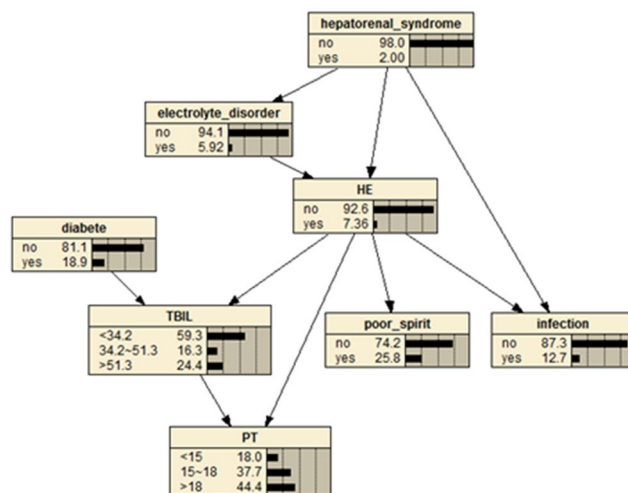 hepatorenal_syndrome
no 98.0
yes 2.00
electrolyte_disorder
no 94.1
yes 5.92
HE
no 92.6
yes 7.36
diabete
no 81.1
yes 18.9
TBIL
<34.2 59.3
34.2~51.3 16.3
>51.3 24.4
poor_spirit
no 74.2
yes 25.8
infection
no 87.3
yes 12.7
PT
<15 18.0
15~18 37.7
>18 44.4